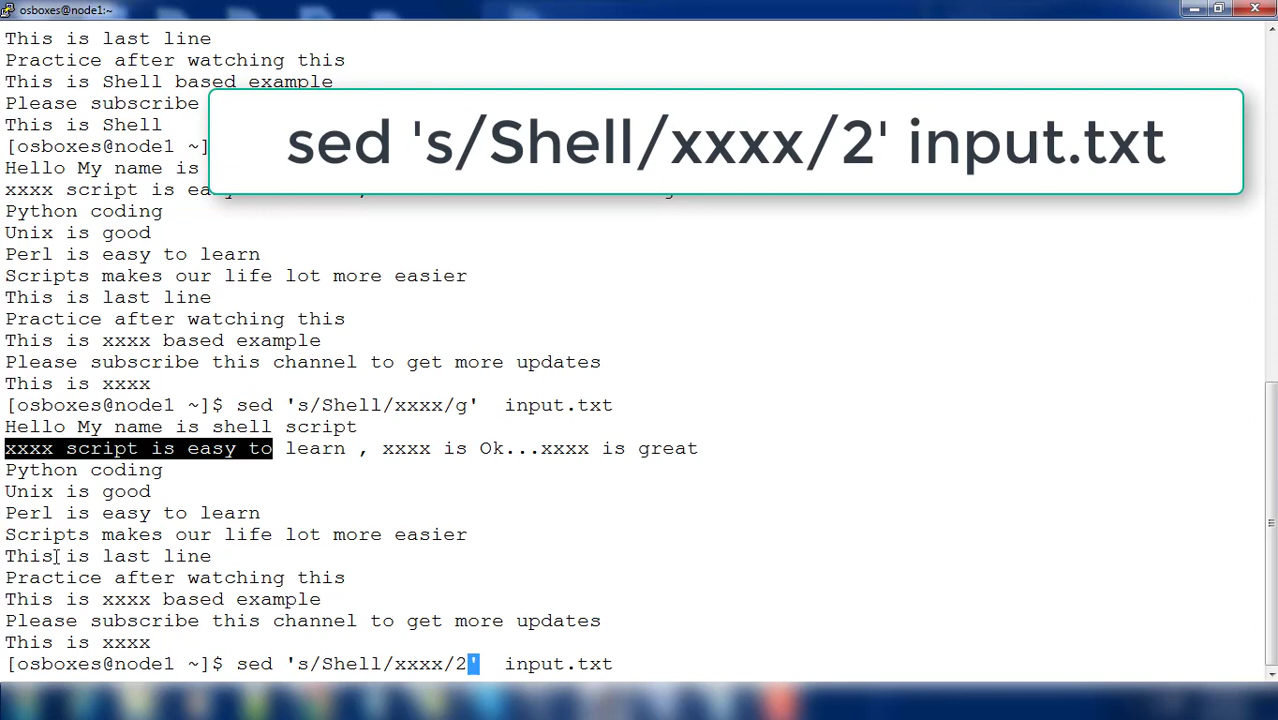 osboxes@node1:~
This is last line
Practice after watching this
This is Shell based example
Please subscribe
This is Shell
[osboxes@node1 ~]
Hello My name is
xxxx script is
Python coding
Unix is good
Perl is easy to learn
Scripts makes our life lot more easier
This is last line
Practice after watching this
This is xxxx based example
Please subscribe this channel to get more updates
This is xxxx
[osboxes@node1 ~]$ sed 's/Shell/xxxx/g'  input.txt
Hello My name is shell script
xxxx script is easy to learn , xxxx is Ok...xxxx is great
Python coding
Unix is good
Perl is easy to learn
Scripts makes our life lot more easier
This is last line
Practice after watching this
This is xxxx based example
Please subscribe this channel to get more updates
This is xxxx
[osboxes@node1 ~]$ sed 's/Shell/xxxx/2'  input.txt
sed 's/Shell/xxxx/2' input.txt